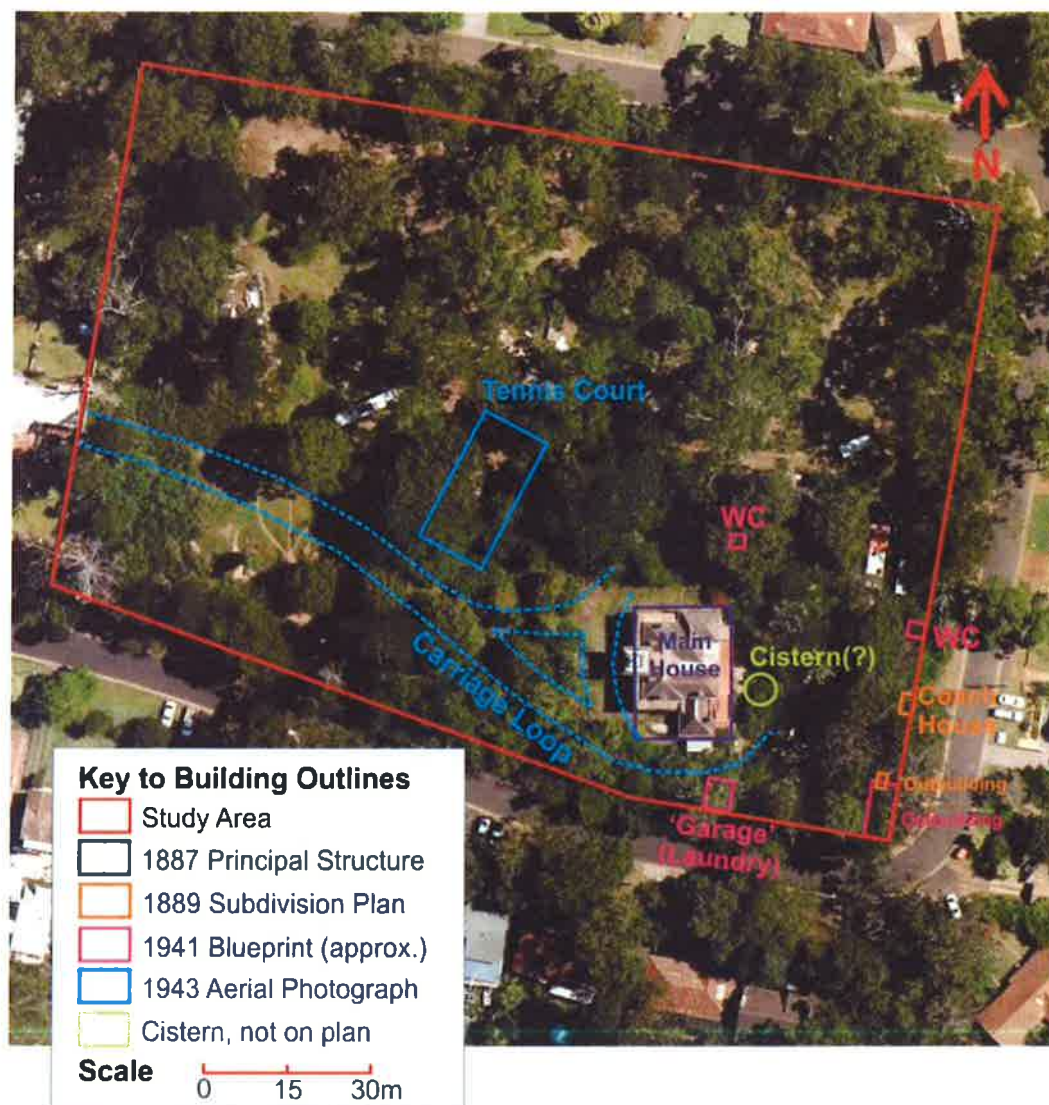 N
Tennis Court
WC
Main
House
Cistern(?)
WC
House
Carriage Loop
Outbuilding
Outbuilding
'Garage'
(Laundry)
Key to Building Outlines
Study Area
1887 Principal Structure
1889 Subdivision Plan
1941 Blueprint (approx.)
1943 Aerial Photograph
Cistern, not on plan
Scale
0 15 30m